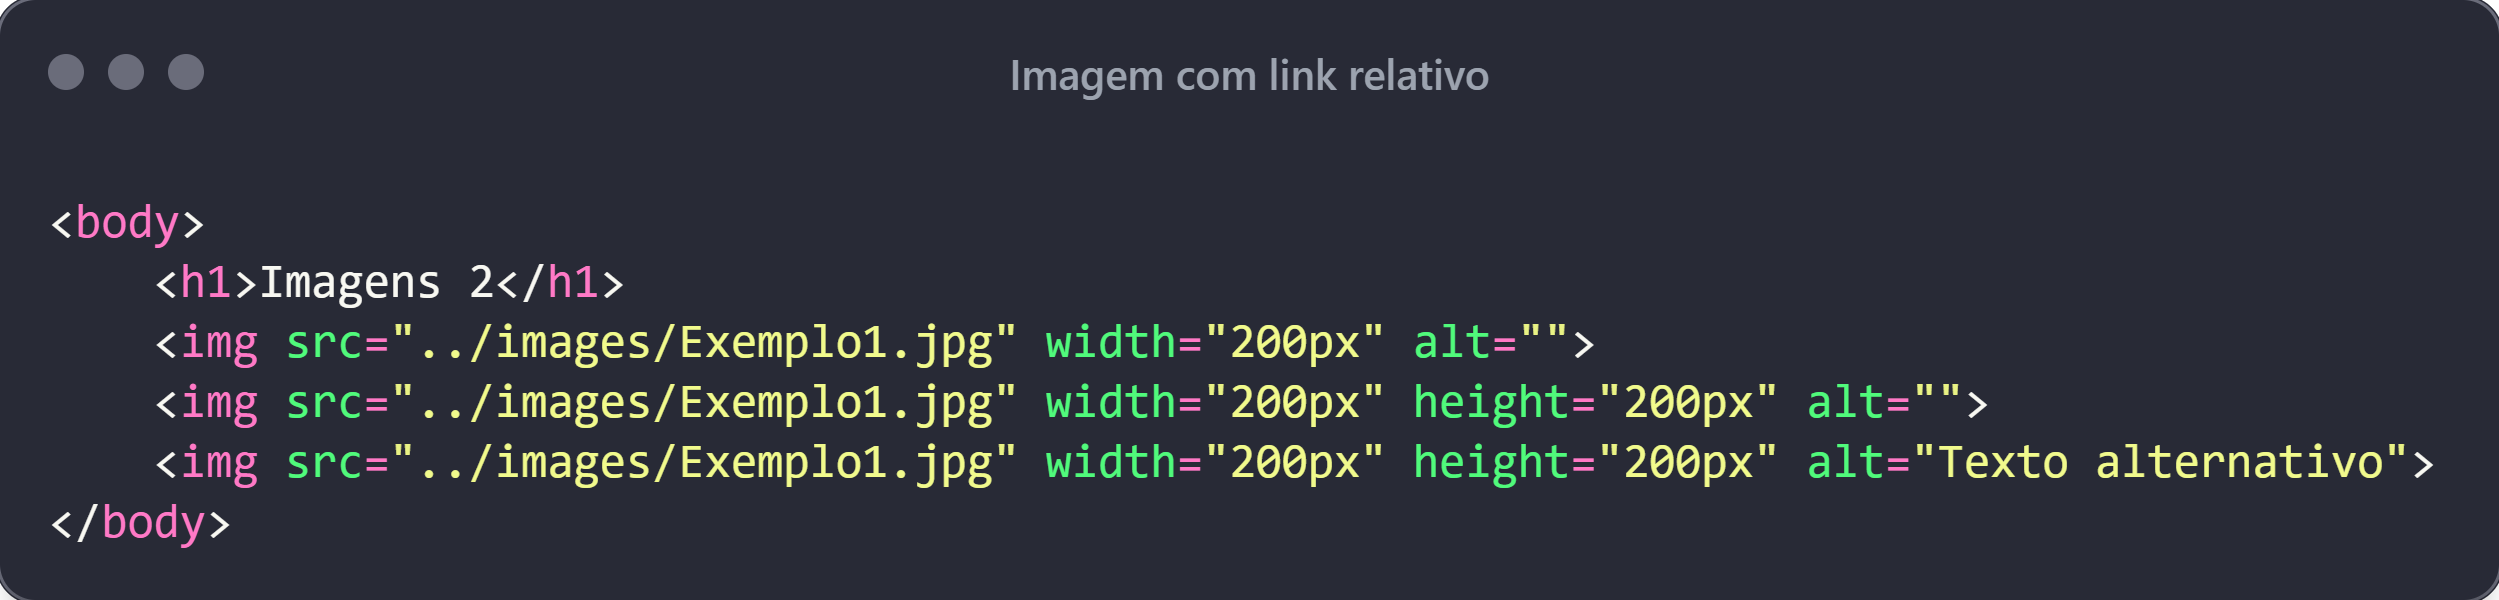 Imagem com link relativo
<body>
    <h1>Imagens 2</h1>
    <img src="../images/Exemplo1.jpg" width="200px" alt="">
    <img src="../images/Exemplo1.jpg" width="200px" height="200px" alt="">
    <img src="../images/Exemplo1.jpg" width="200px" height="200px" alt="Texto alternativo">
</body>